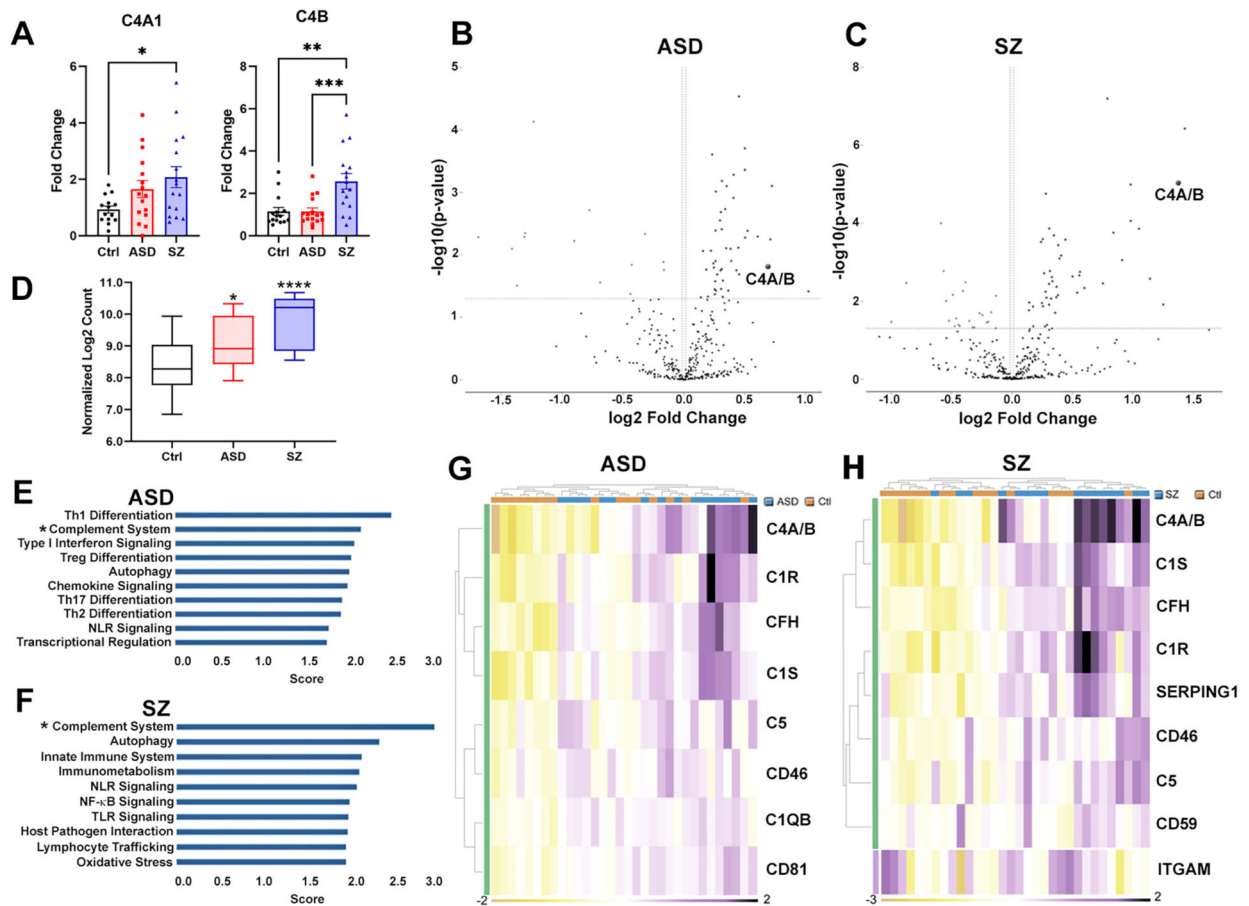 A
C4A1
C4B
*
**
***
Fold Change
6
4
2
0
Ctrl ASD SZ
Fold Change
8
6
4
2
0
Ctrl ASD SZ
B
ASD
-log10(p-value)
5
4
3
2
1
0
C4A/B
-1.5 -1.0 -0.5 0.0 0.5 1.0
log2 Fold Change
C
SZ
-log10(p-value)
8
6
4
2
0
C4A/B
-1.0 -0.5 0.0 0.5 1.0 1.5
log2 Fold Change
D
Normalized Log2 Count
11.0
10.0
9.0
8.0
7.0
6.0
*
****
Ctrl ASD SZ
E
ASD
Th1 Differentiation
*Complement System
Type I Interferon Signaling
Treg Differentiation
Autophagy
Chemokine Signaling
Th17 Differentiation
Th2 Differentiation
NLR Signaling
Transcriptional Regulation
0.0 0.5 1.0 1.5 2.0 2.5 3.0
Score
F
SZ
* Complement System
Autophagy
Innate Immune System
Immunometabolism
NLR Signaling
NF-κB Signaling
TLR Signaling
Host Pathogen Interaction
Lymphocyte Trafficking
Oxidative Stress
0.0 0.5 1.0 1.5 2.0 2.5 3.0
Score
G
ASD
ASD Ctl
C4A/B
C1R
CFH
C1S
C5
CD46
C1QB
CD81
-2 2
H
SZ
SZ Ctl
C4A/B
C1S
CFH
C1R
SERPING1
CD46
C5
CD59
ITGAM
-3 2